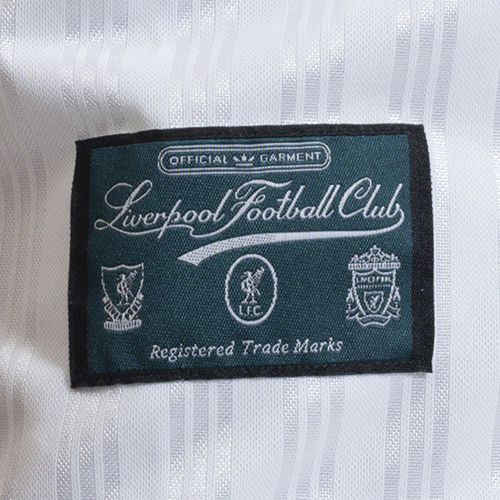 OFFICIAL GARMENT
Liverpool Football Club
L.F.C.
Registered Trade Marks